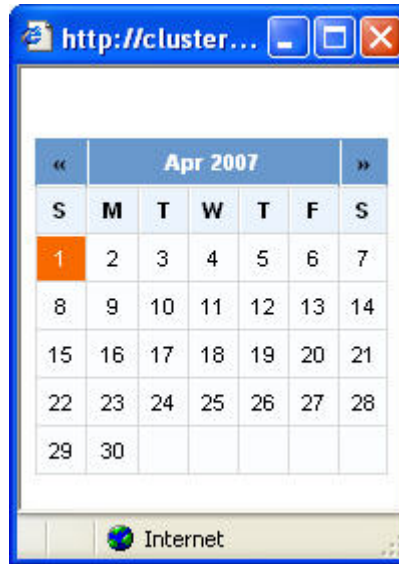 http://cluster...
« Apr 2007 »
S M T W T F S
1 2 3 4 5 6 7
8 9 10 11 12 13 14
15 16 17 18 19 20 21
22 23 24 25 26 27 28
29 30
Internet